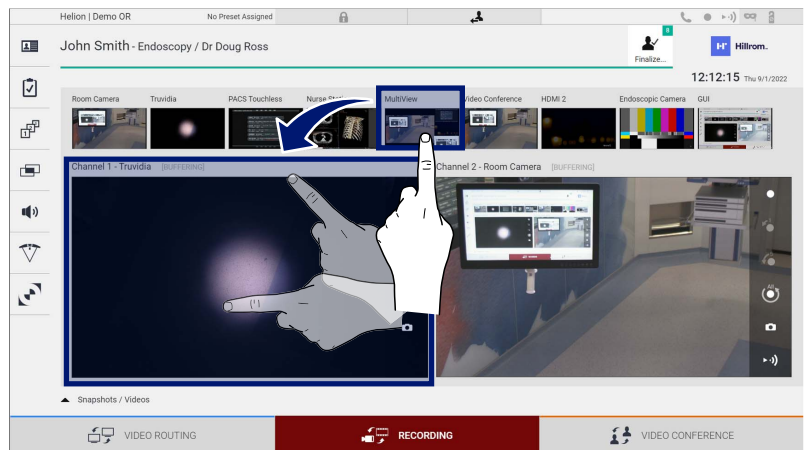 Helion | Demo OR
No Preset Assigned
8
John Smith - Endoscopy / Dr Doug Ross
Finalize...
H-r
Hillrom.
12:12:15 Thu 9/1/2022
Room Camera
Truvidia
PACS Touchless
MultiView
Video Conference
HDMI 2
Endoscopic Camera
GUI
Channel 1 - Truvidia [BUFFERING]
Channel 2 - Room Camera [BUFFERING]
All
Snapshots / Videos
VIDEO ROUTING
RECORDING
VIDEO CONFERENCE